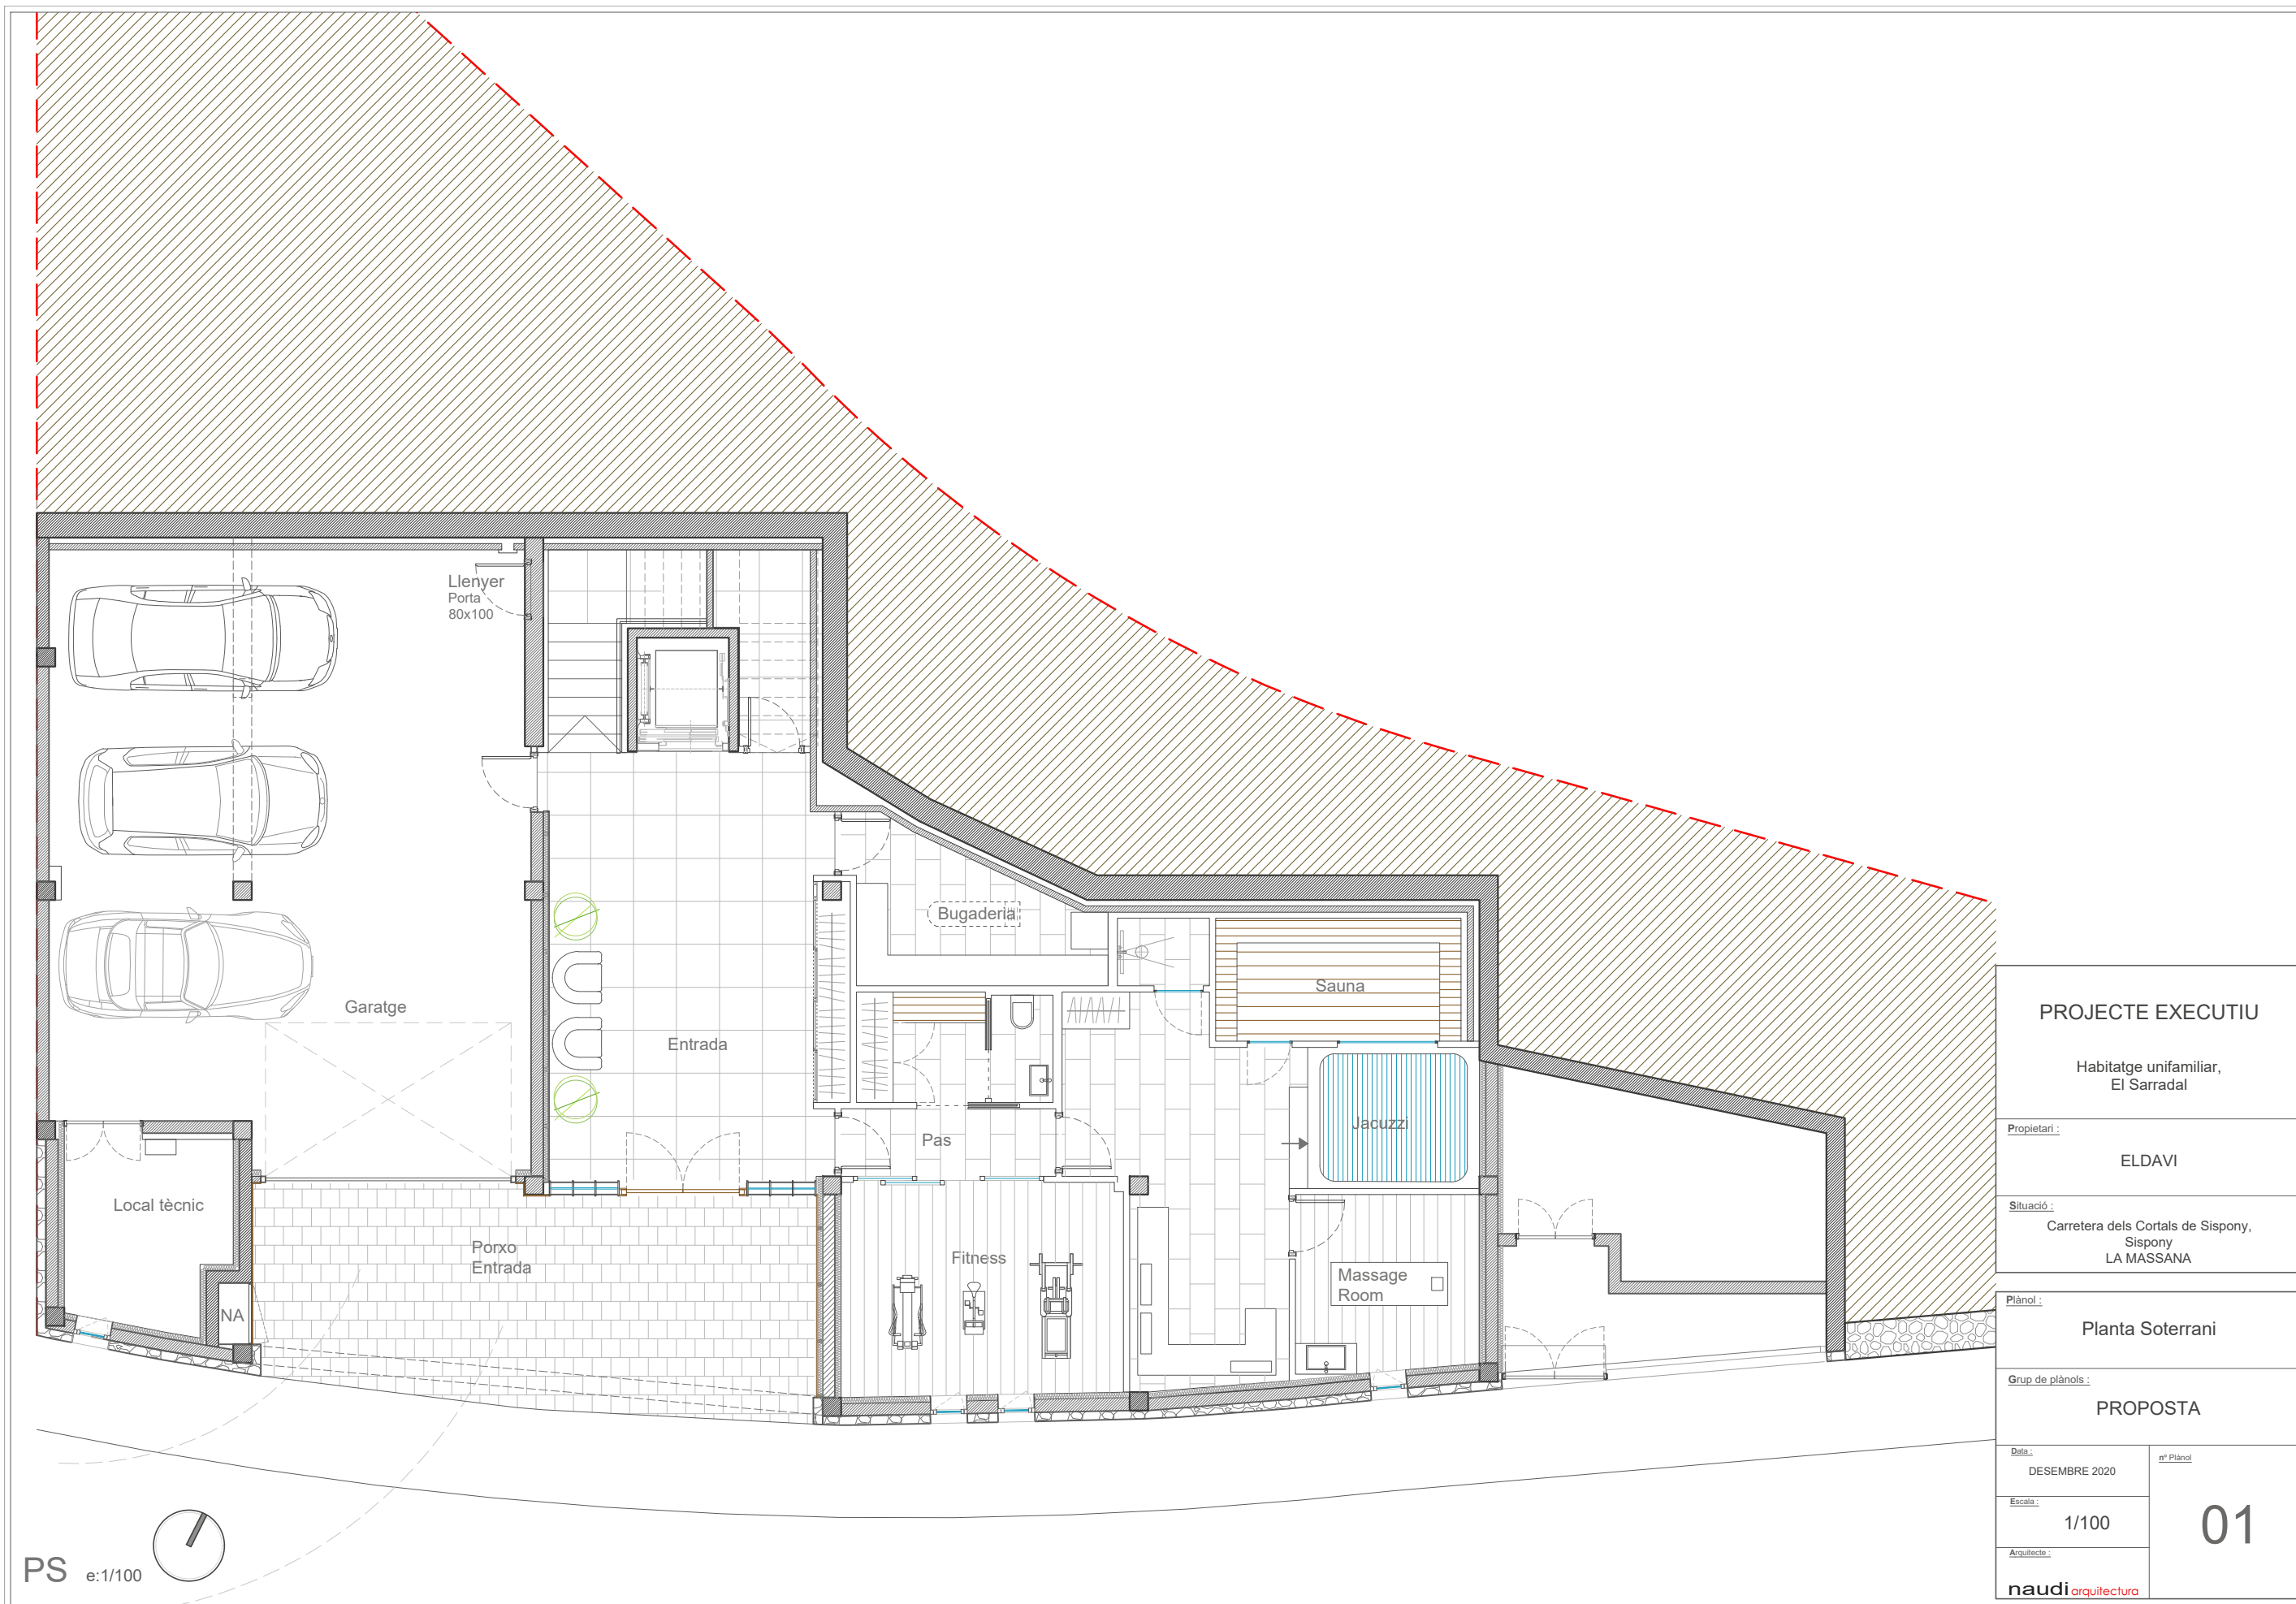 Llenyer
Porta
80x100
Bugaderia
Sauna
Garatge
Entrada
Jacuzzi
Pas
Local tècnic
Porxo
Entrada
Fitness
Massage
Room
NA
PS e:1/100
PROJECTE EXECUTIU
Habitatge unifamiliar,
El Sarradal
Propietari :
ELDAVI
Situació :
Carretera dels Cortals de Sispony,
Sispony
LA MASSANA
Plànol :
Planta Soterrani
Grup de plànols :
PROPOSTA
Data :
DESEMBRE 2020
nº Plànol
01
Escala :
1/100
Arquitecte :
naudi arquitectura